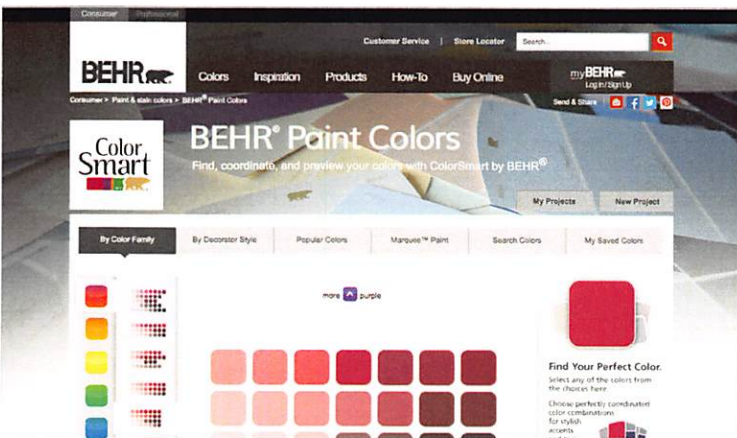 Consumer Professional
Customer Service | Store Locator Search...
BEHR
Colors Inspiration Products How-To Buy Online
myBEHR
Log In / Sign Up
Consumer > Paint & stain colors > BEHR® Paint Colors
Send & Share
Color
Smart
BEHR® Paint Colors
Find, coordinate, and preview your colors with ColorSmart by BEHR®
My Projects New Project
By Color Family By Decorator Style Popular Colors Marquee™ Paint Search Colors My Saved Colors
more purple
Find Your Perfect Color.
Select any of the colors from
the choices here.
Choose perfectly coordinated
color combinations
for stylish
accents